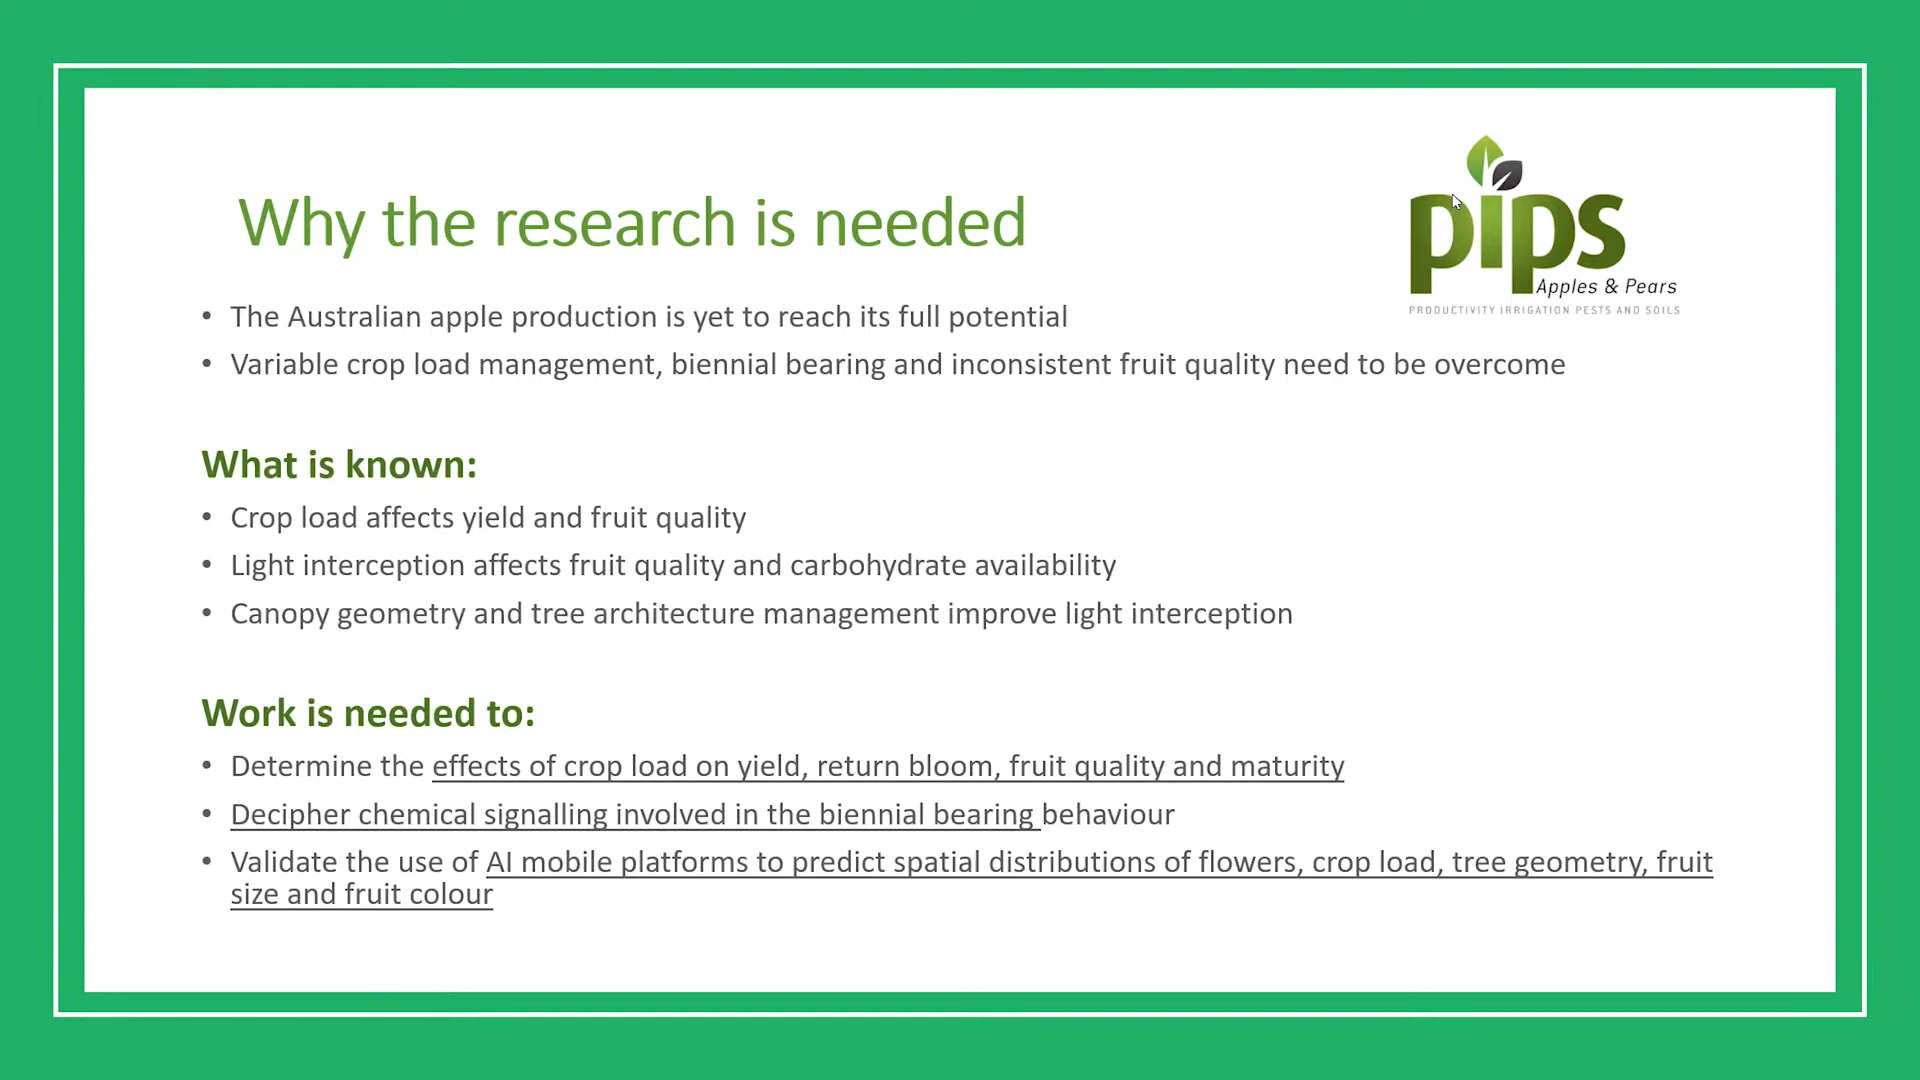 Why the research is needed
pips
Apples & Pears
PRODUCTIVITY IRRIGATION PESTS AND SOILS
• The Australian apple production is yet to reach its full potential
• Variable crop load management, biennial bearing and inconsistent fruit quality need to be overcome
What is known:
• Crop load affects yield and fruit quality
• Light interception affects fruit quality and carbohydrate availability
• Canopy geometry and tree architecture management improve light interception
Work is needed to:
• Determine the effects of crop load on yield, return bloom, fruit quality and maturity
• Decipher chemical signalling involved in the biennial bearing behaviour
• Validate the use of AI mobile platforms to predict spatial distributions of flowers, crop load, tree geometry, fruit
size and fruit colour